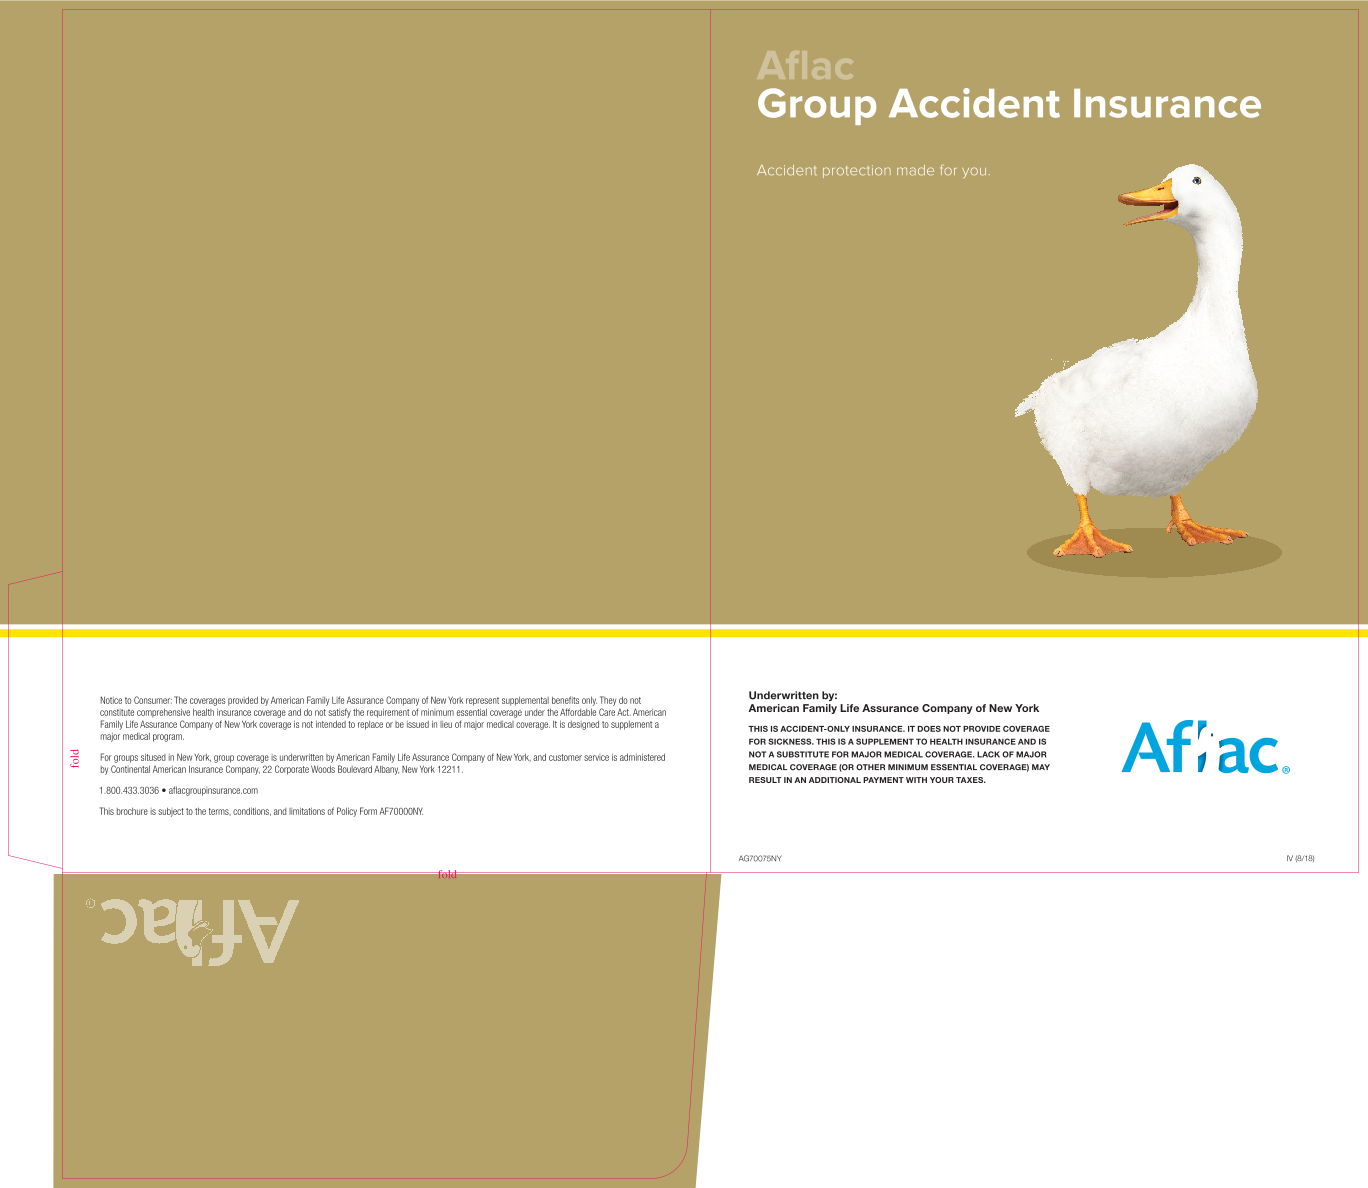 Aflac
Group Accident Insurance
Accident protection made for you.
Notice to Consumer: The coverages provided by American Family Life Assurance Company of New York represent supplemental benefits only. They do not
constitute comprehensive health insurance coverage and do not satisfy the requirement of minimum essential coverage under the Affordable Care Act. American
Family Life Assurance Company of New York coverage is not intended to replace or be issued in lieu of major medical coverage. It is designed to supplement a
major medical program.
For groups sitused in New York, group coverage is underwritten by American Family Life Assurance Company of New York, and customer service is administered
by Continental American Insurance Company, 22 Corporate Woods Boulevard Albany, New York 12211.
1.800.433.3036 • aflacgroupinsurance.com
This brochure is subject to the terms, conditions, and limitations of Policy Form AF70000NY.
fold
Underwritten by:
American Family Life Assurance Company of New York
THIS IS ACCIDENT-ONLY INSURANCE. IT DOES NOT PROVIDE COVERAGE
FOR SICKNESS. THIS IS A SUPPLEMENT TO HEALTH INSURANCE AND IS
NOT A SUBSTITUTE FOR MAJOR MEDICAL COVERAGE. LACK OF MAJOR
MEDICAL COVERAGE (OR OTHER MINIMUM ESSENTIAL COVERAGE) MAY
RESULT IN AN ADDITIONAL PAYMENT WITH YOUR TAXES.
Aflac®
AG70075NY
IV (8/18)
fold
Aflac®